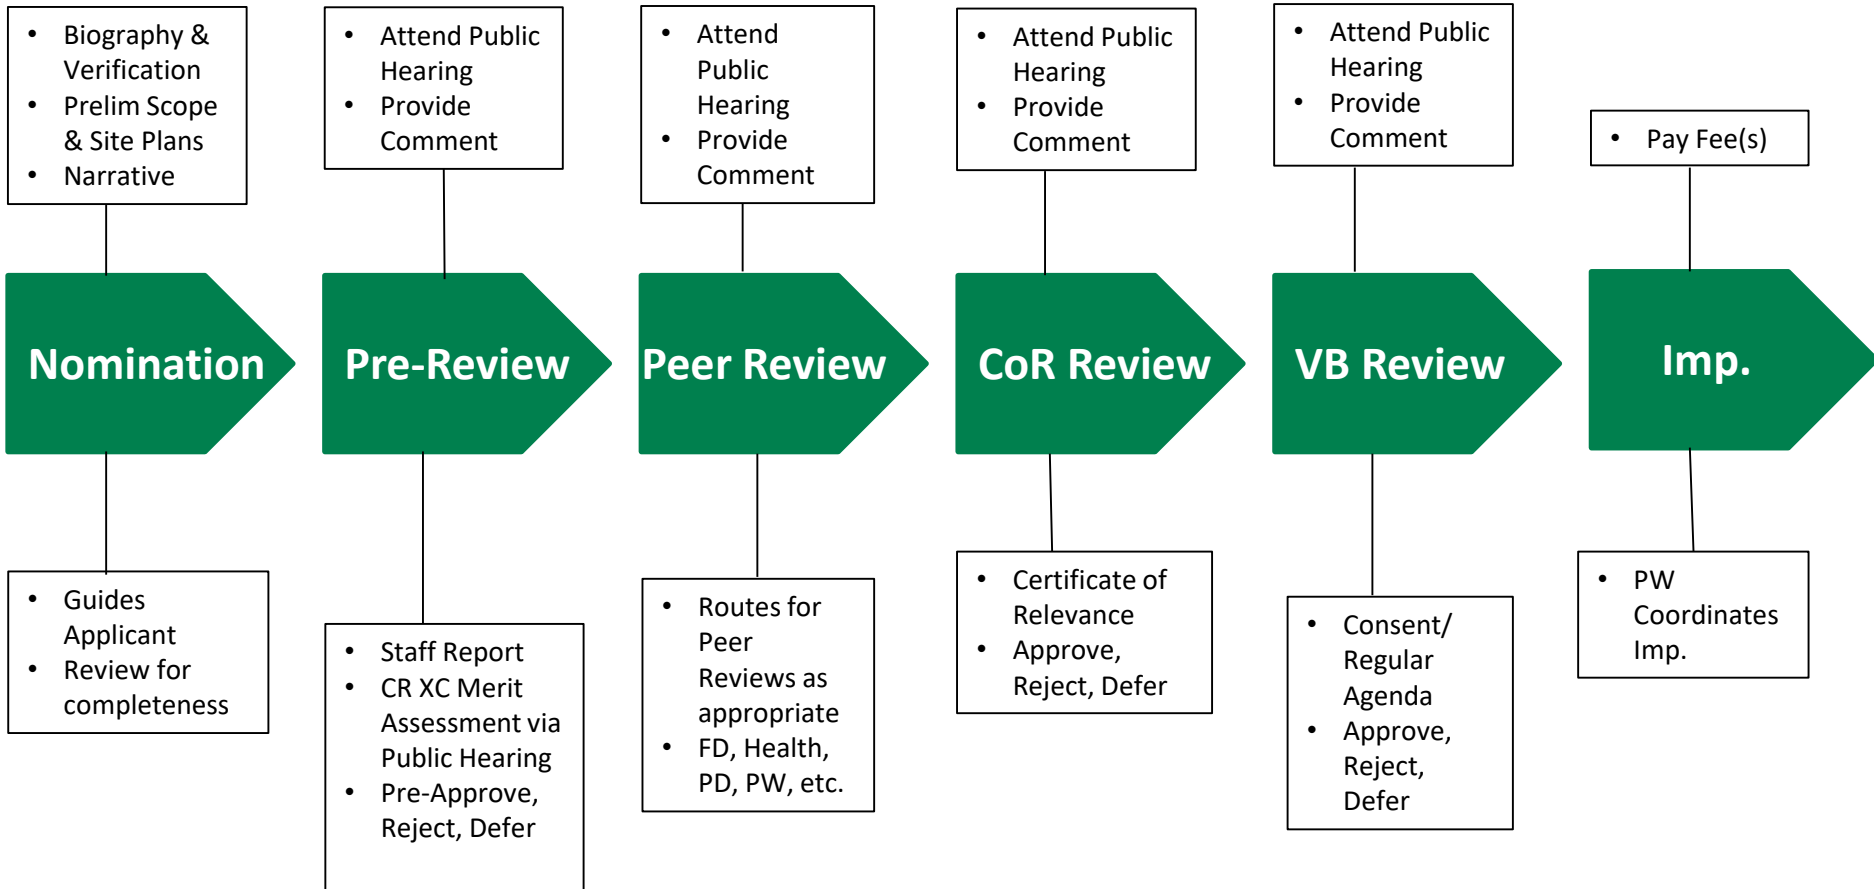 • Biography &
Verification
• Prelim Scope
& Site Plans
• Narrative
• Attend Public
Hearing
• Provide
Comment
• Attend
Public
Hearing
• Provide
Comment
• Attend Public
Hearing
• Provide
Comment
• Attend Public
Hearing
• Provide
Comment
• Pay Fee(s)
Nomination
Pre-Review
Peer Review
CoR Review
VB Review
Imp.
• Guides
Applicant
• Review for
completeness
• Staff Report
• CR XC Merit
Assessment via
Public Hearing
• Pre-Approve,
Reject, Defer
• Routes for
Peer
Reviews as
appropriate
• FD, Health,
PD, PW, etc.
• Certificate of
Relevance
• Approve,
Reject, Defer
• Consent/
Regular
Agenda
• Approve,
Reject,
Defer
• PW
Coordinates
Imp.